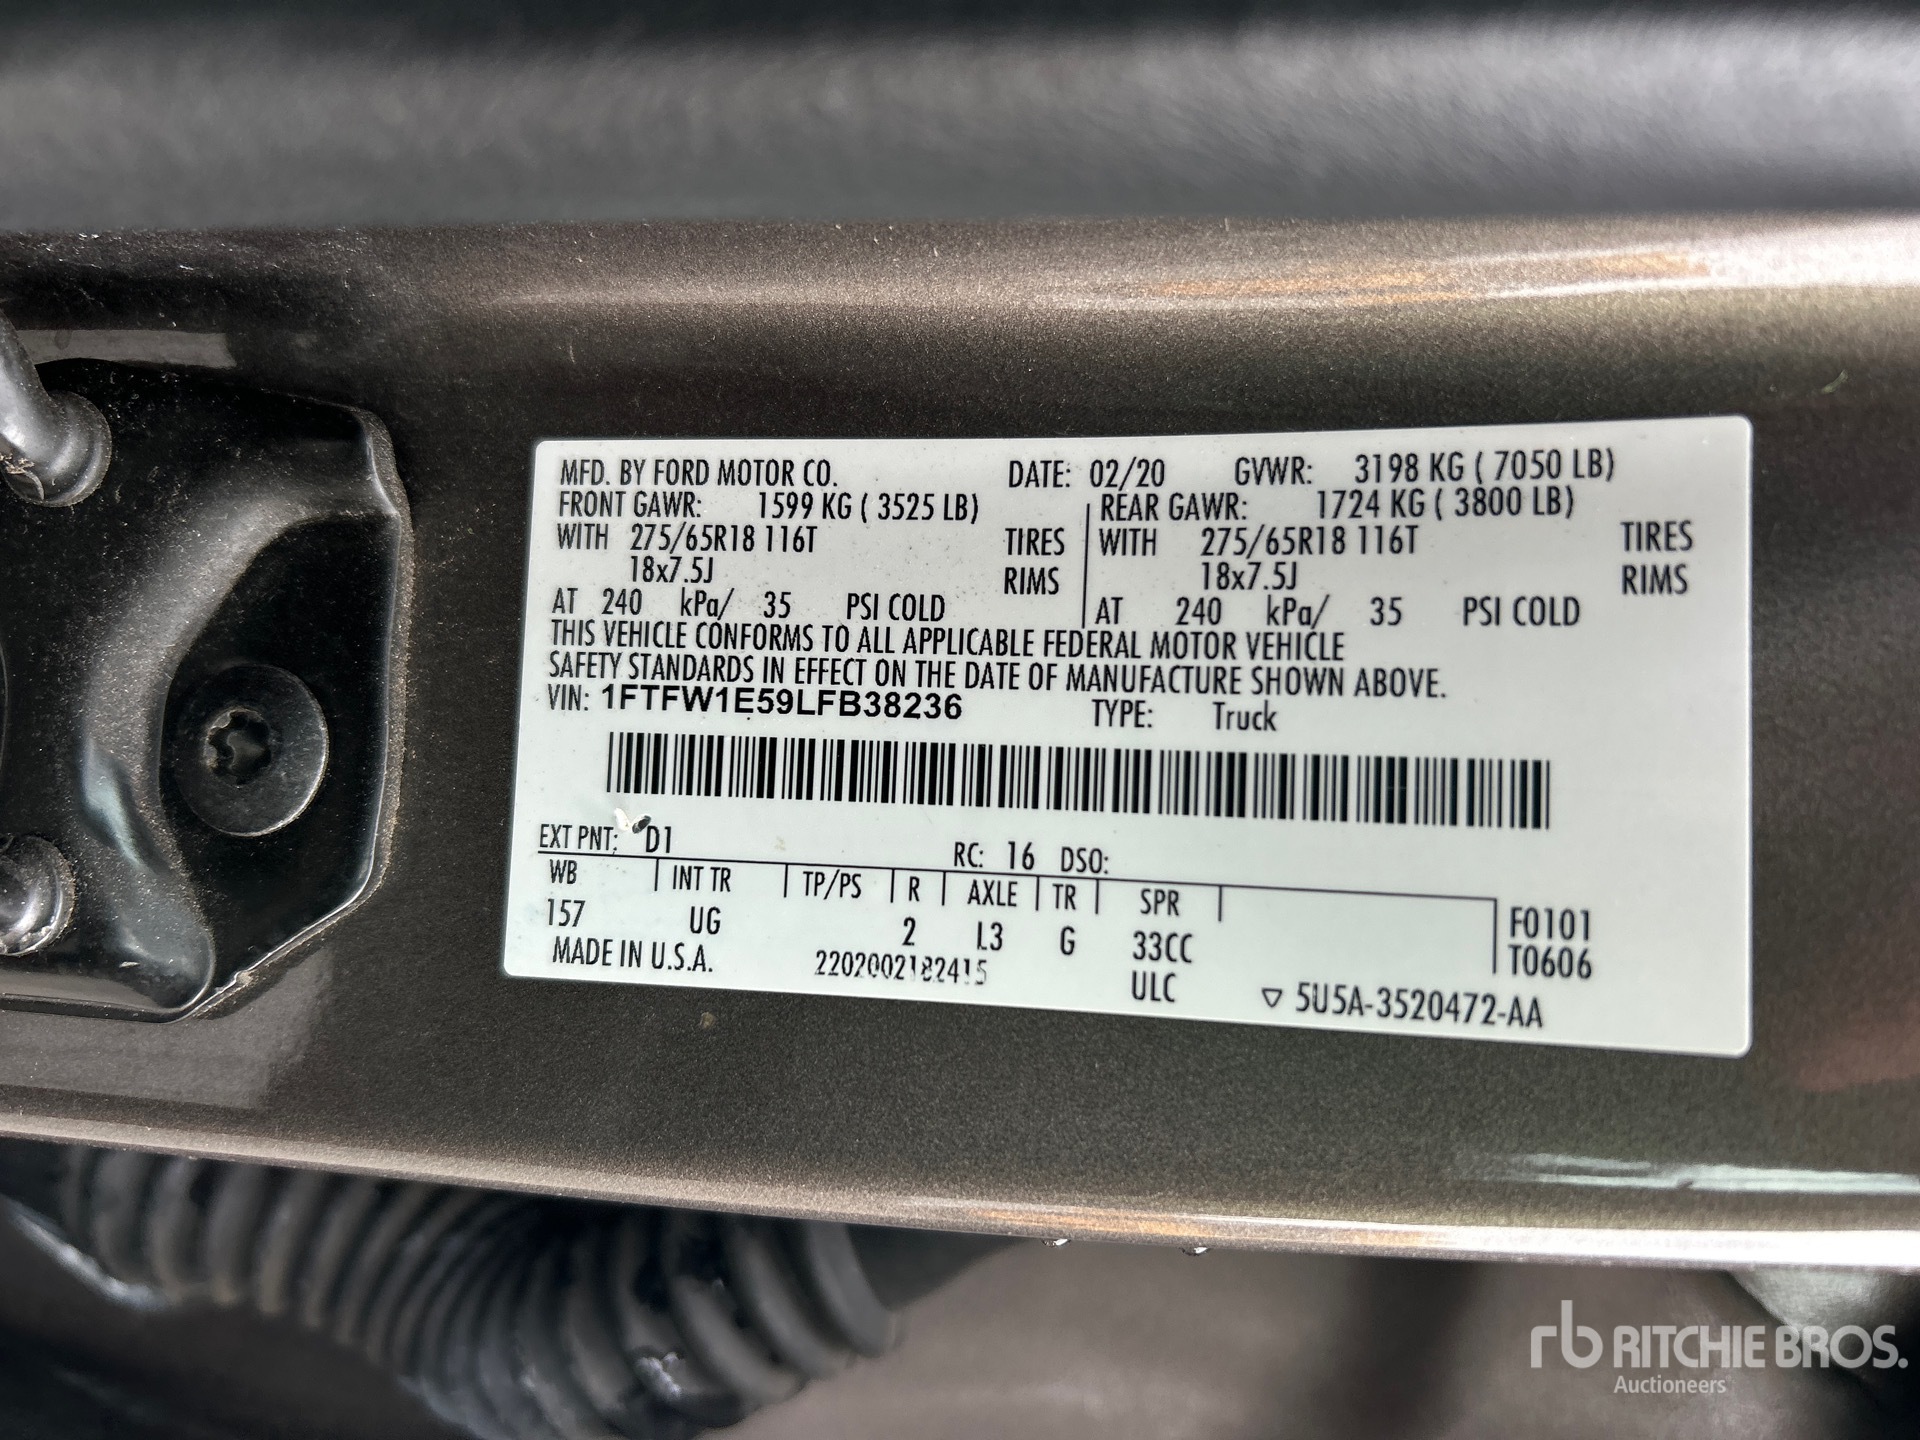 MFD. BY FORD MOTOR CO. DATE: 02/20 GVWR: 3198 KG ( 7050 LB)
FRONT GAWR: 1599 KG ( 3525 LB) REAR GAWR: 1724 KG ( 3800 LB)
WITH 275/65R18 116T TIRES WITH 275/65R18 116T TIRES
18x7.5J RIMS 18x7.5J RIMS
AT 240 kPa/ 35 PSI COLD AT 240 kPa/ 35 PSI COLD
THIS VEHICLE CONFORMS TO ALL APPLICABLE FEDERAL MOTOR VEHICLE
SAFETY STANDARDS IN EFFECT ON THE DATE OF MANUFACTURE SHOWN ABOVE.
VIN: 1FTFW1E59LFB38236 TYPE: Truck
EXT PNT: D1 RC: 16 DSO:
WB INT TR TP/PS R AXLE TR SPR F0101
157 UG 2 L3 G 33CC T0606
MADE IN U.S.A. 2202002182415 ULC ▽ 5U5A-3520472-AA
rb RITCHIE BROS.
Auctioneers